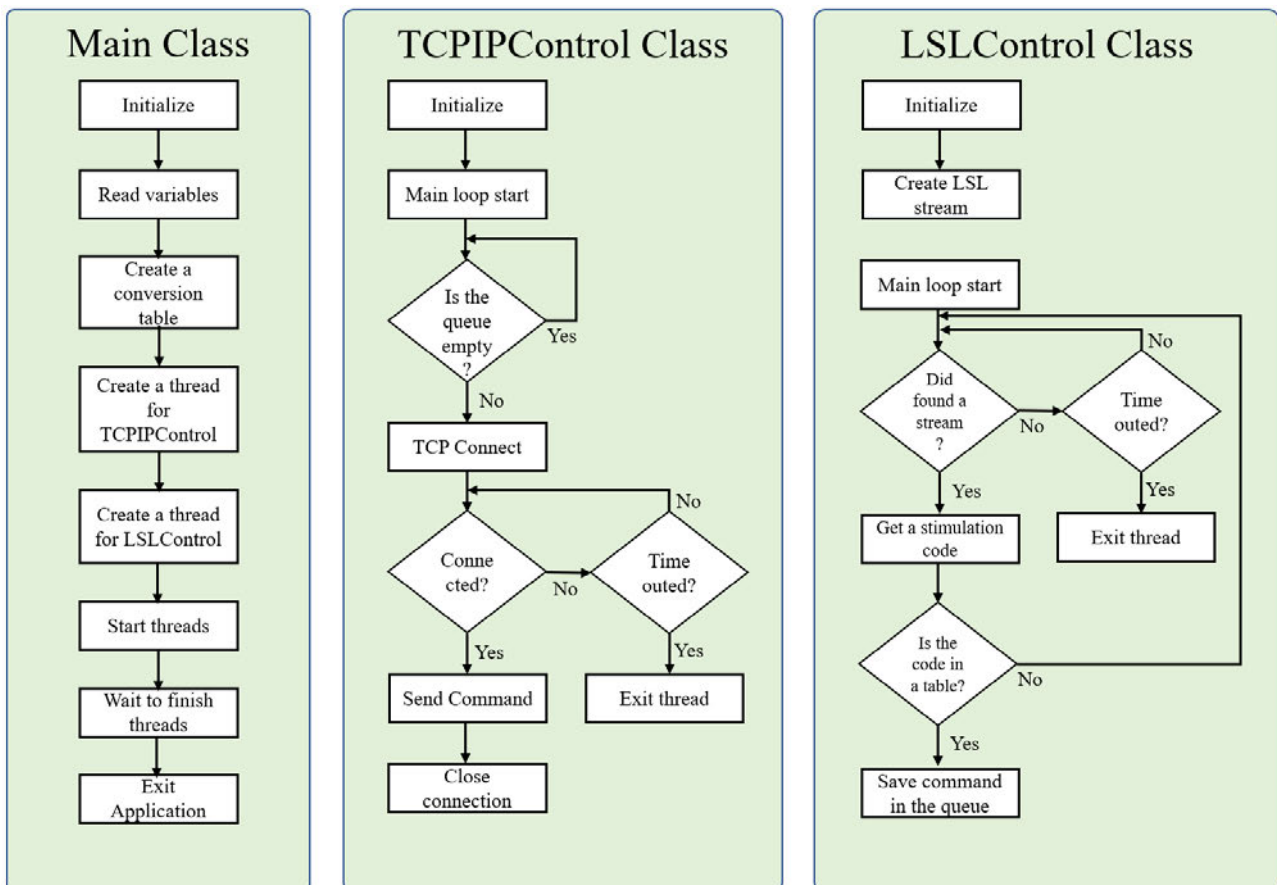 Main Class
Initialize
Read variables
Create a
conversion
table
Create a
thread for
TCPIPControl
Create a thread
for LSLControl
Start threads
Wait to finish
threads
Exit
Application
TCPIPControl Class
Initialize
Main loop start
Is the
queue
empty
?
Yes
No
TCP Connect
Conne
cted?
No
Time
outed?
No
Yes
Yes
Send Command
Exit thread
Close
connection
LSLControl Class
Initialize
Create LSL
stream
Main loop start
Did
found a
stream
?
No
Time
outed?
No
Yes
Yes
Get a stimulation
code
Exit thread
Is the
code in
a table?
No
Yes
Save command
in the queue